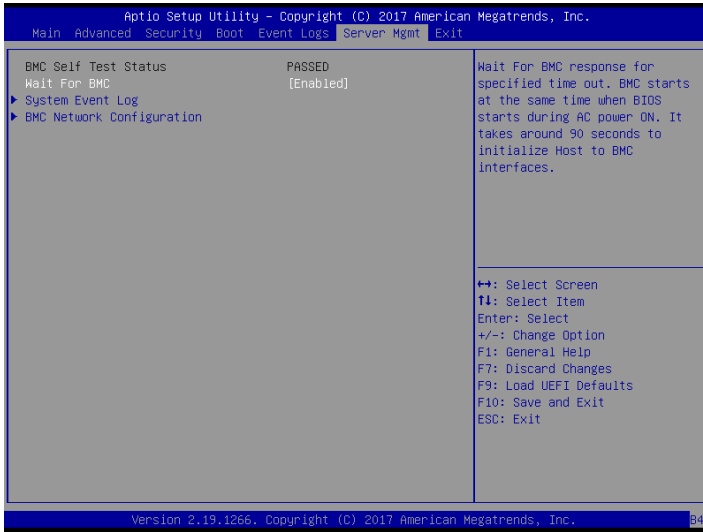 Aptio Setup Utility – Copyright (C) 2017 American Megatrends, Inc.
Main Advanced Security Boot Event Logs Server Mgmt Exit
BMC Self Test Status PASSED
Wait For BMC [Enabled]
System Event Log
BMC Network Configuration
Wait For BMC response for
specified time out. BMC starts
at the same time when BIOS
starts during AC power ON. It
takes around 90 seconds to
initialize Host to BMC
interfaces.
↔: Select Screen
↑↓: Select Item
Enter: Select
+/-: Change Option
F1: General Help
F7: Discard Changes
F9: Load UEFI Defaults
F10: Save and Exit
ESC: Exit
Version 2.19.1266. Copyright (C) 2017 American Megatrends, Inc.
B4